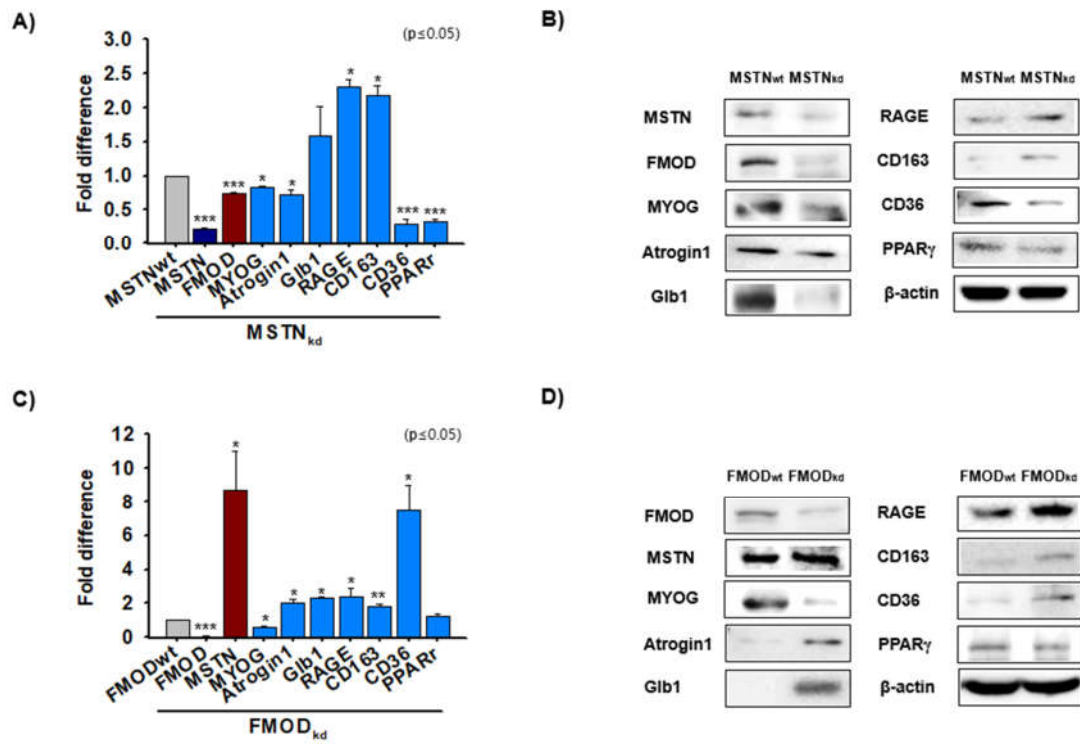 A)
(p≤0.05)
Fold difference
3.0
2.5
2.0
1.5
1.0
0.5
0.0
*** *** * * * * *** ***
MSTNwt MSTN FMOD MYOG Atrogin1 Glb1 RAGE CD163 CD36 PPARr
MSTNkd
B)
MSTNwt MSTNkd
MSTN
FMOD
MYOG
Atrogin1
Glb1
MSTNwt MSTNkd
RAGE
CD163
CD36
PPARγ
β-actin
C)
(p≤0.05)
Fold difference
12
10
8
6
4
2
0
*** * * * * * ** *
FMODwt FMOD MSTN MYOG Atrogin1 Glb1 RAGE CD163 CD36 PPARr
FMODkd
D)
FMODwt FMODkd
FMOD
MSTN
MYOG
Atrogin1
Glb1
FMODwt FMODkd
RAGE
CD163
CD36
PPARγ
β-actin